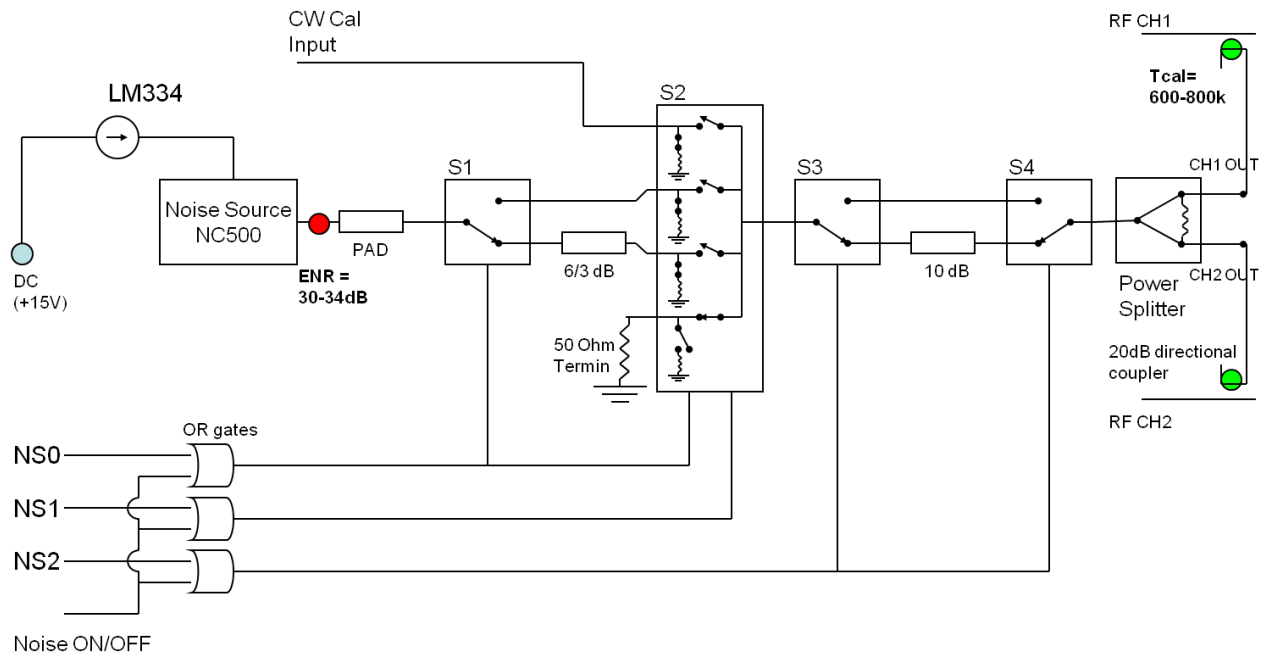 CW Cal
Input
RF CH1
Tcal=
600-800k
LM334
S2
S1
S3
S4
CH1 OUT
Noise Source
NC500
PAD
6/3 dB
10 dB
ENR =
30-34dB
DC
(+15V)
CH2 OUT
Power
Splitter
50 Ohm
Termin
20dB directional
coupler
RF CH2
OR gates
NS0
NS1
NS2
Noise ON/OFF